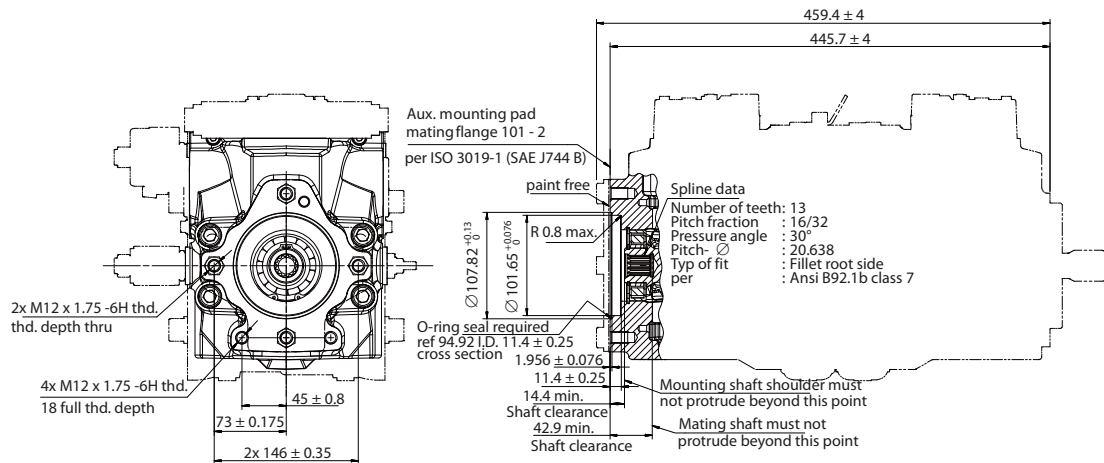 459.4 ± 4
445.7 ± 4
Aux. mounting pad
mating flange 101 - 2
per ISO 3019-1 (SAE J744 B)
paint free
Spline data
Number of teeth: 13
Pitch fraction : 16/32
Pressure angle : 30°
Pitch- ∅ : 20.638
Typ of fit : Fillet root side
per : Ansi B92.1b class 7
R 0.8 max.
∅ 107.82 +0.13 0
∅ 101.65 +0.076 0
2x M12 x 1.75 -6H thd.
thd. depth thru
O-ring seal required
ref 94.92 I.D. 11.4 ± 0.25
cross section
1.956 ± 0.076
11.4 ± 0.25
14.4 min.
Shaft clearance
42.9 min.
Shaft clearance
Mounting shaft shoulder must
not protrude beyond this point
Mating shaft must not
protrude beyond this point
4x M12 x 1.75 -6H thd.
18 full thd. depth
45 ± 0.8
73 ± 0.175
2x 146 ± 0.35